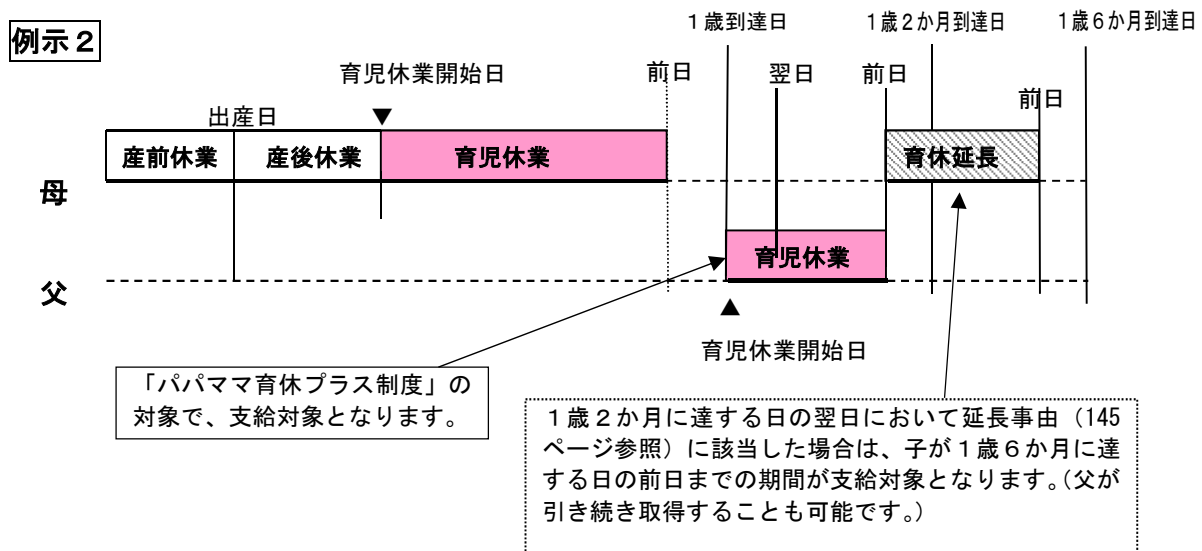 例示２
１歳到達日
１歳２か月到達日
１歳６か月到達日
育児休業開始日
前日
翌日
前日
前日
出産日
▼
産前休業
産後休業
育児休業
育休延長
母
育児休業
父
▲
育児休業開始日
「パパママ育休プラス制度」の
対象で、支給対象となります。
１歳２か月に達する日の翌日において延長事由（145
ページ参照）に該当した場合は、子が１歳６か月に達
する日の前日までの期間が支給対象となります。（父が
引き続き取得することも可能です。）